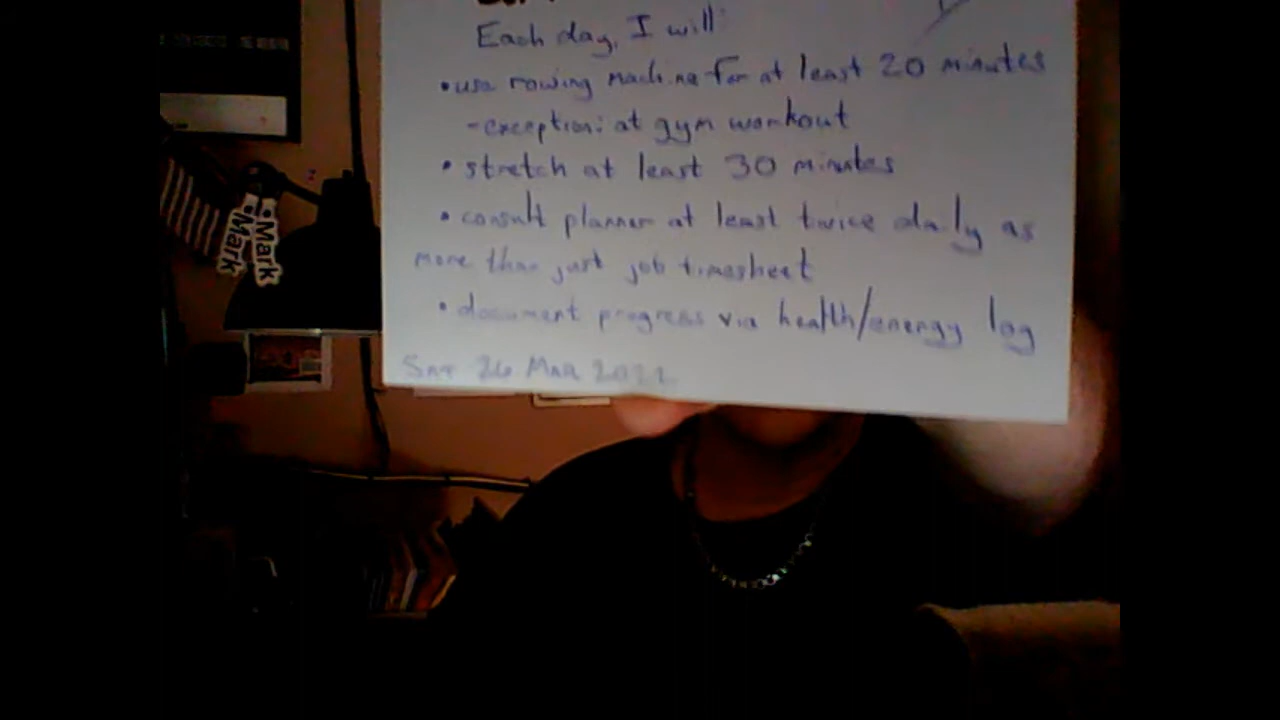 Each day, I will:
• use rowing machine for at least 20 minutes
- exception: at gym workout
• stretch at least 30 minutes
• consult planner at least twice daily as
more than just job timesheet
• document progress via health/energy log
Sat 26 Mar 2022
Mark
Mark